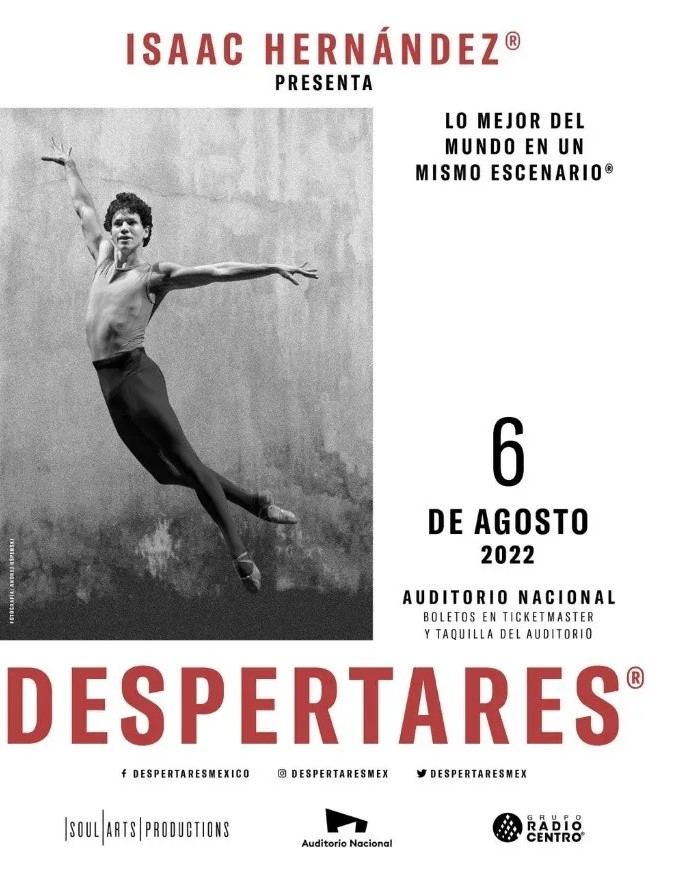 ISAAC HERNÁNDEZ®
PRESENTA
LO MEJOR DEL
MUNDO EN UN
MISMO ESCENARIO®
6
DE AGOSTO
2022
AUDITORIO NACIONAL
BOLETOS EN TICKETMASTER
Y TAQUILLA DEL AUDITORIO
DESPERTARES®
DESPERTARESMEXICO
DESPERTARESMEX
DESPERTARESMEX
|SOUL|ARTS|PRODUCTIONS
Auditorio Nacional
GRUPO
RADIO
CENTRO®